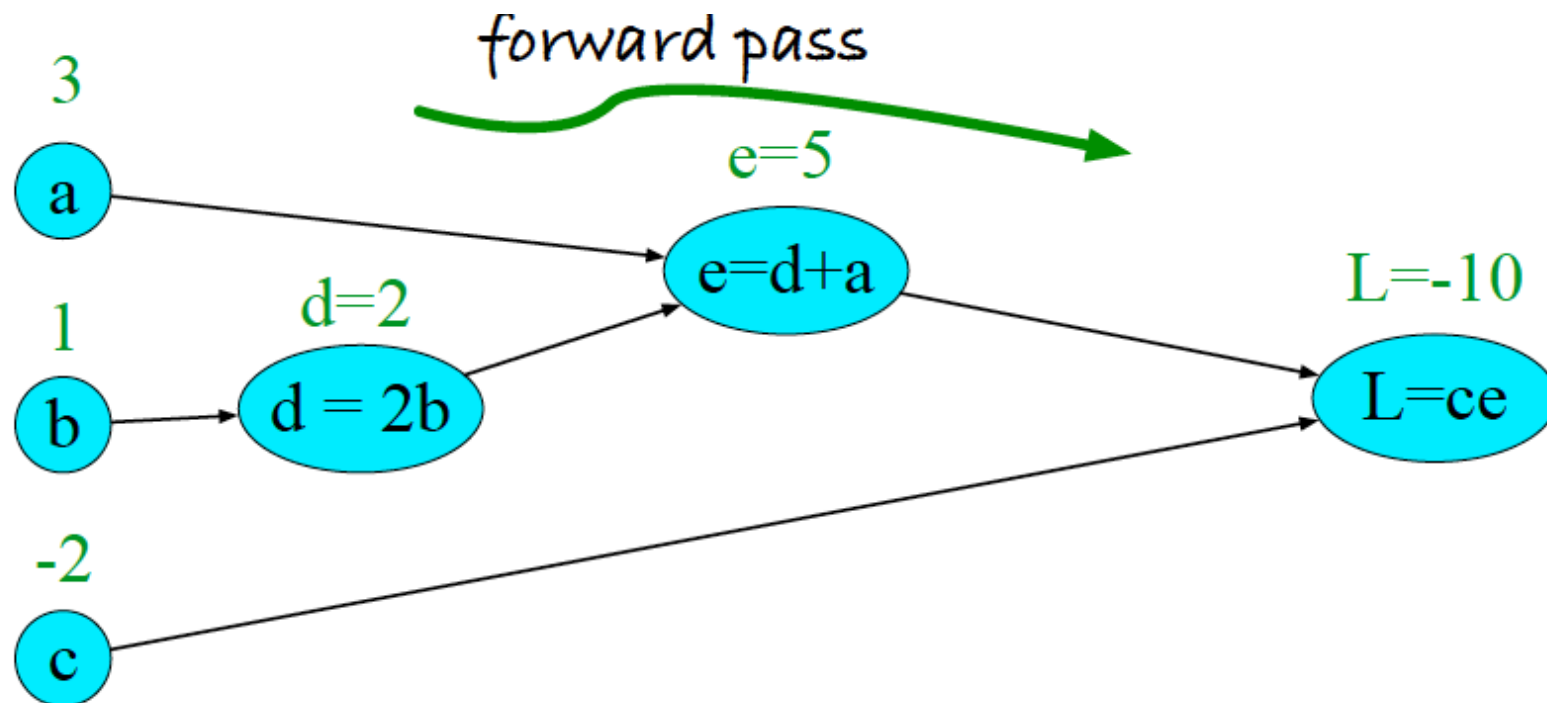 forward pass
3
a
e=5
e=d+a
1
b
d=2
d = 2b
L=-10
L=ce
-2
c